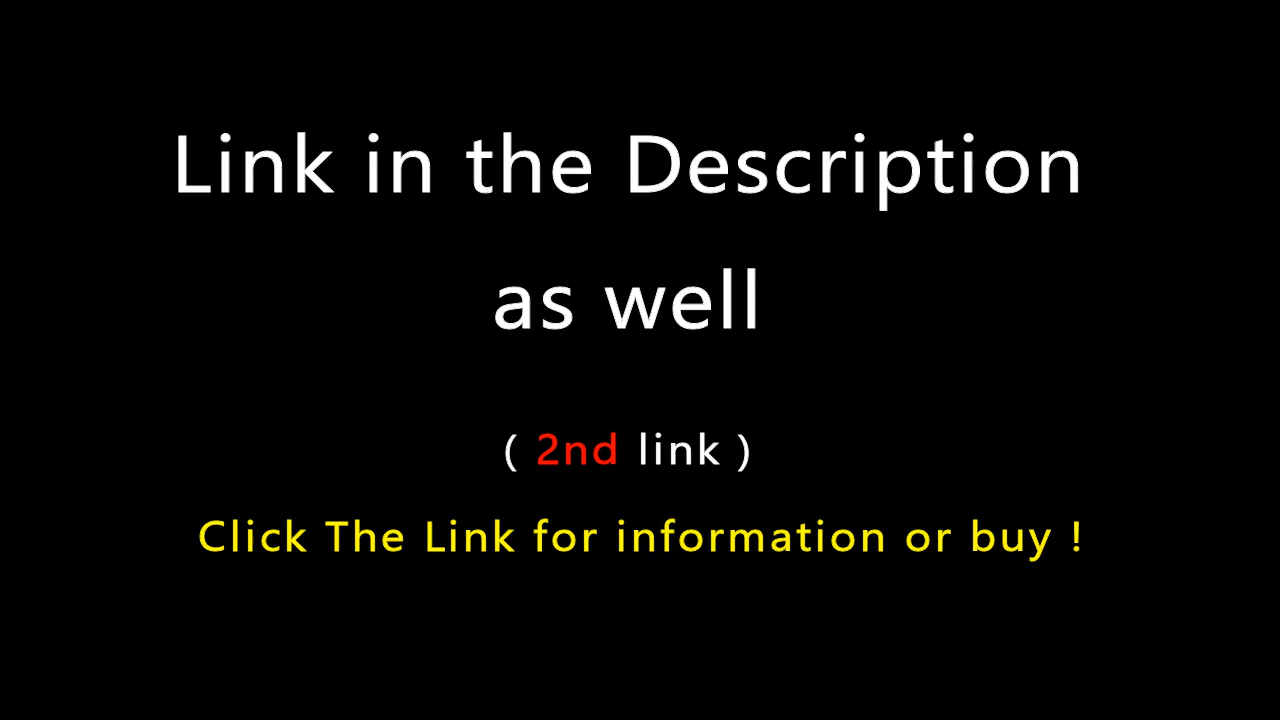 Link in the Description
as well
( 2nd link )
Click The Link for information or buy !